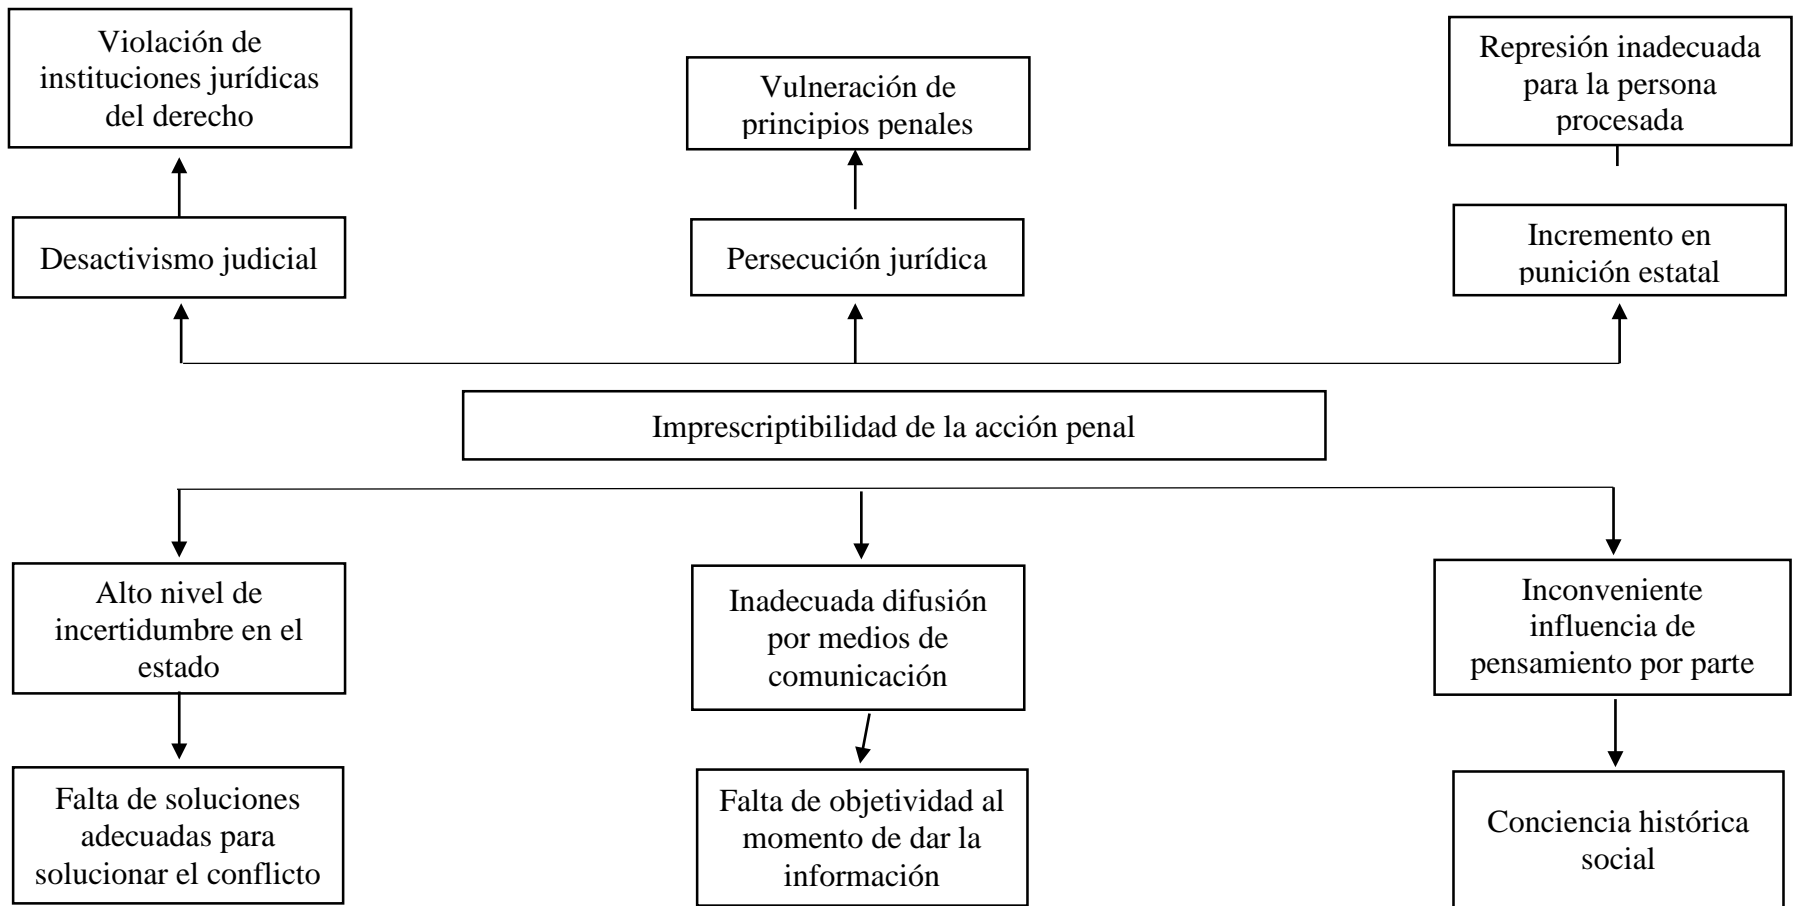 Violación de
instituciones jurídicas
del derecho
Vulneración de
principios penales
Represión inadecuada
para la persona
procesada
Desactivismo judicial
Persecución jurídica
Incremento en
punición estatal
Imprescriptibilidad de la acción penal
Alto nivel de
incertidumbre en el
estado
Inadecuada difusión
por medios de
comunicación
Inconveniente
influencia de
pensamiento por parte
Falta de soluciones
adecuadas para
solucionar el conflicto
Falta de objetividad al
momento de dar la
información
Conciencia histórica
social